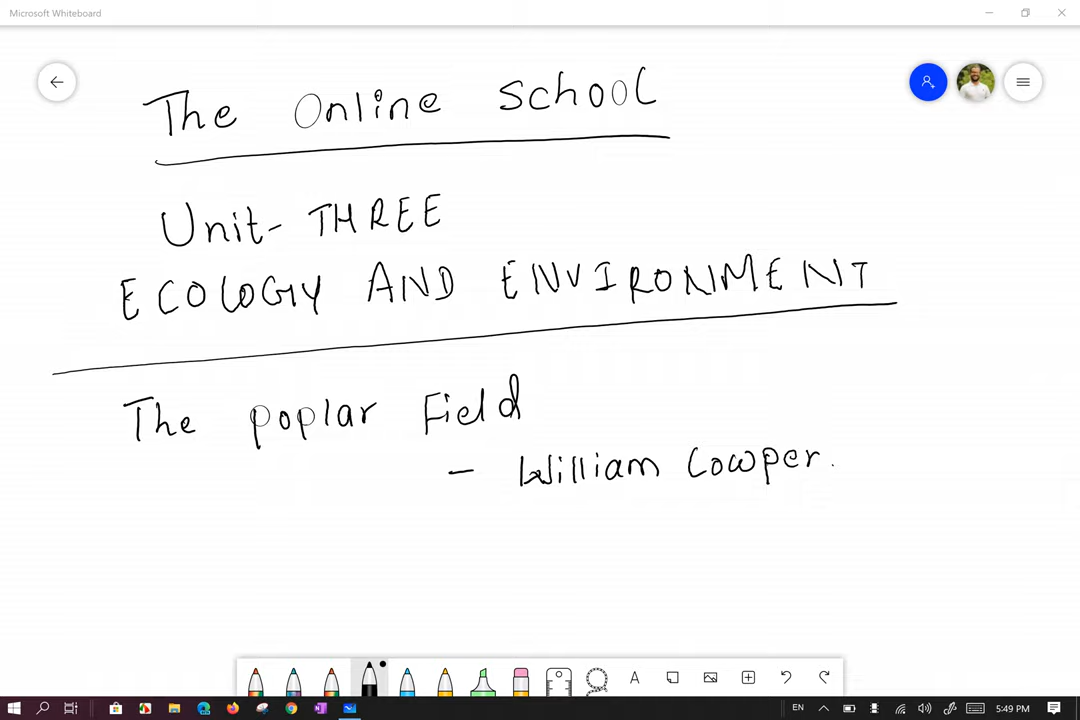 Microsoft Whiteboard
The Online School
Unit- THREE
ECOLOGY AND ENVIRONMENT
The poplar Field
- William Cowper.
A
EN 5:49 PM